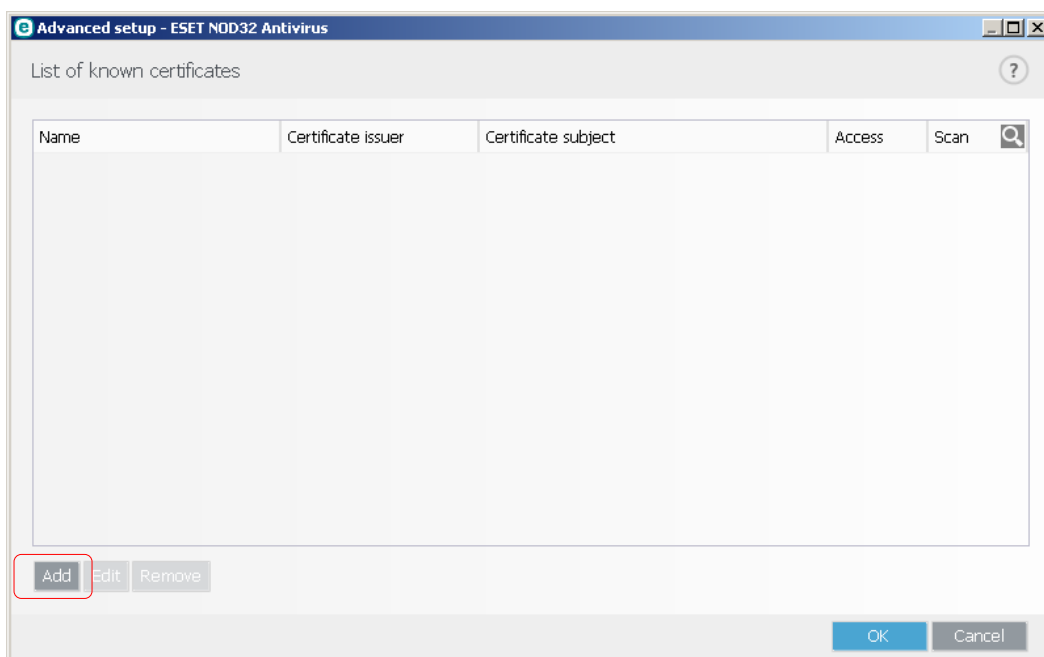 e Advanced setup - ESET NOD32 Antivirus
List of known certificates ?
Name Certificate issuer Certificate subject Access Scan
Add Edit Remove
OK Cancel